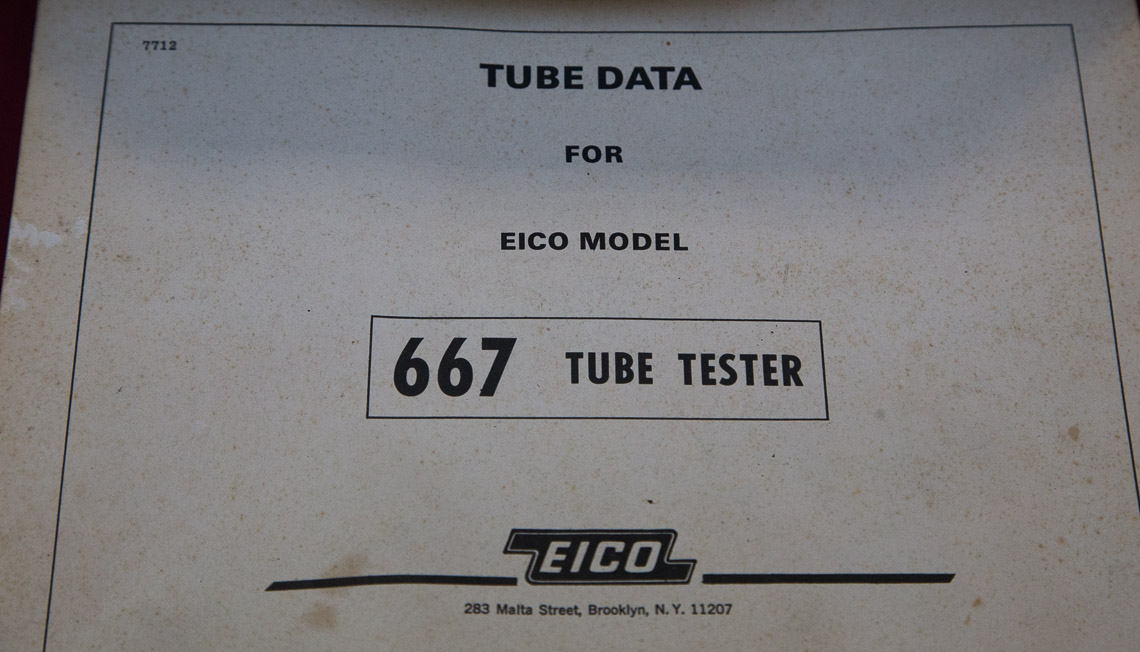 7712
TUBE DATA
FOR
EICO MODEL
667 TUBE TESTER
EICO
283 Malta Street, Brooklyn, N.Y. 11207